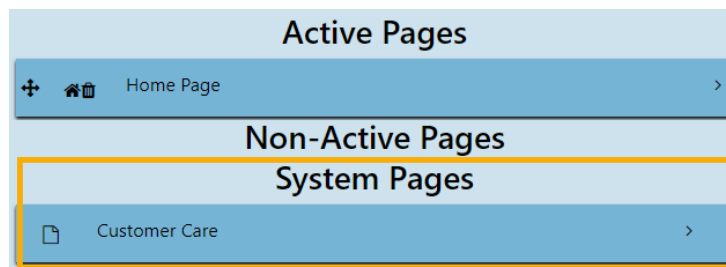 Active Pages
Home Page
Non-Active Pages
System Pages
Customer Care